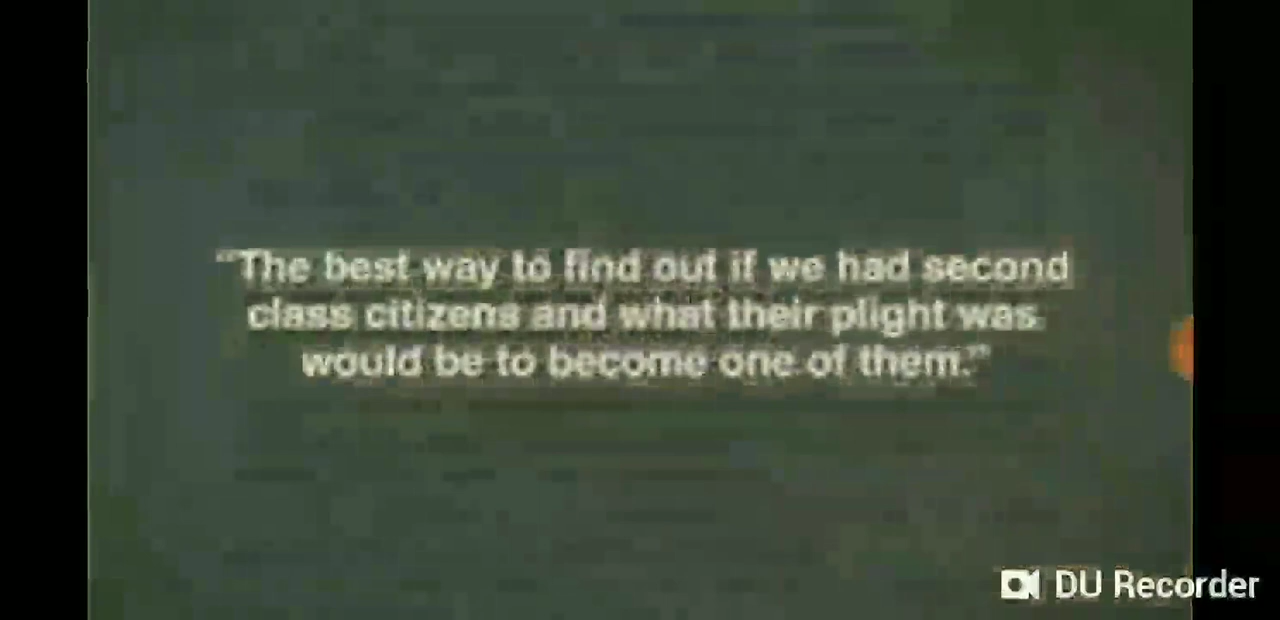 "The best way to find out if we had second
class citizens and what their plight was
would be to become one of them."
DU Recorder